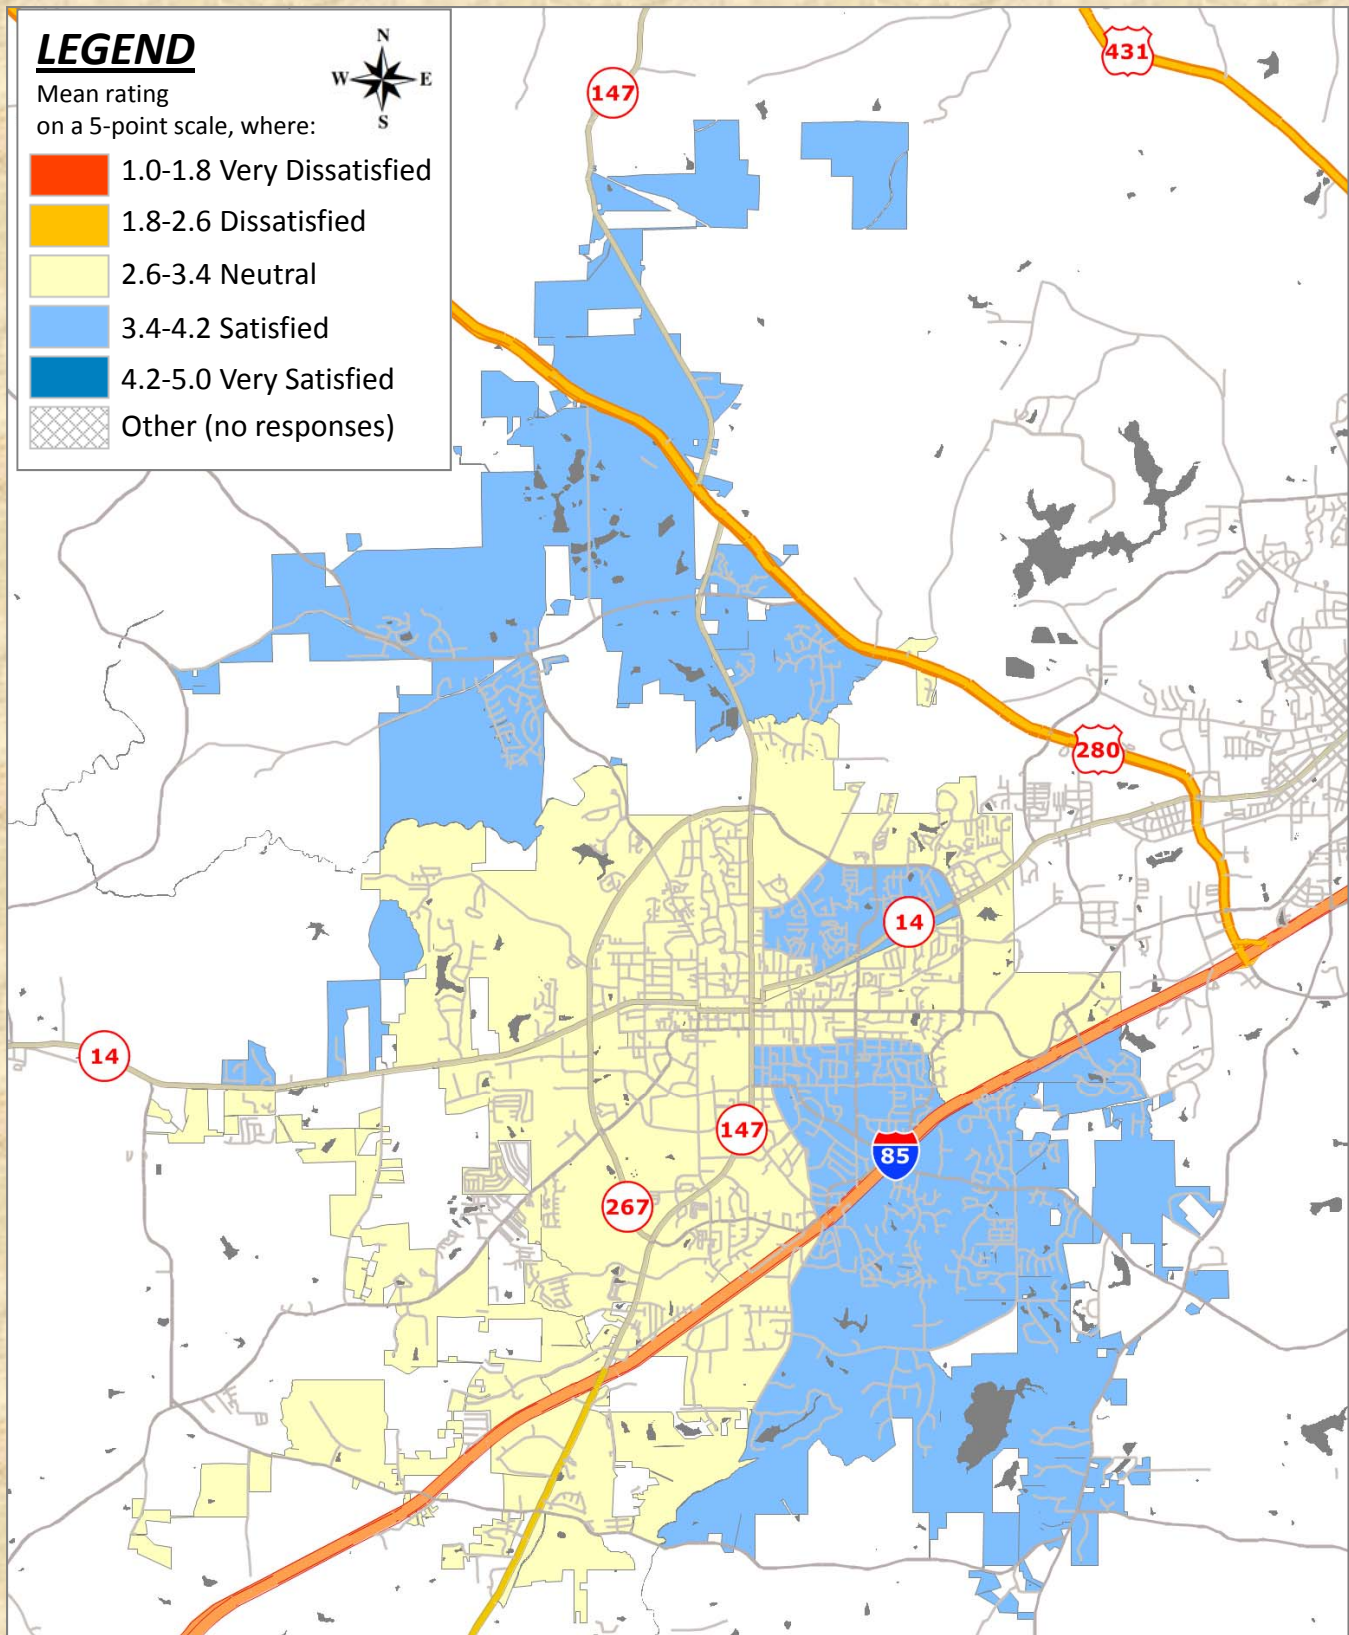 LEGEND
N
W E
S
Mean rating
on a 5-point scale, where:
1.0-1.8 Very Dissatisfied
1.8-2.6 Dissatisfied
2.6-3.4 Neutral
3.4-4.2 Satisfied
4.2-5.0 Very Satisfied
Other (no responses)
431
147
280
14
14
147
85
267